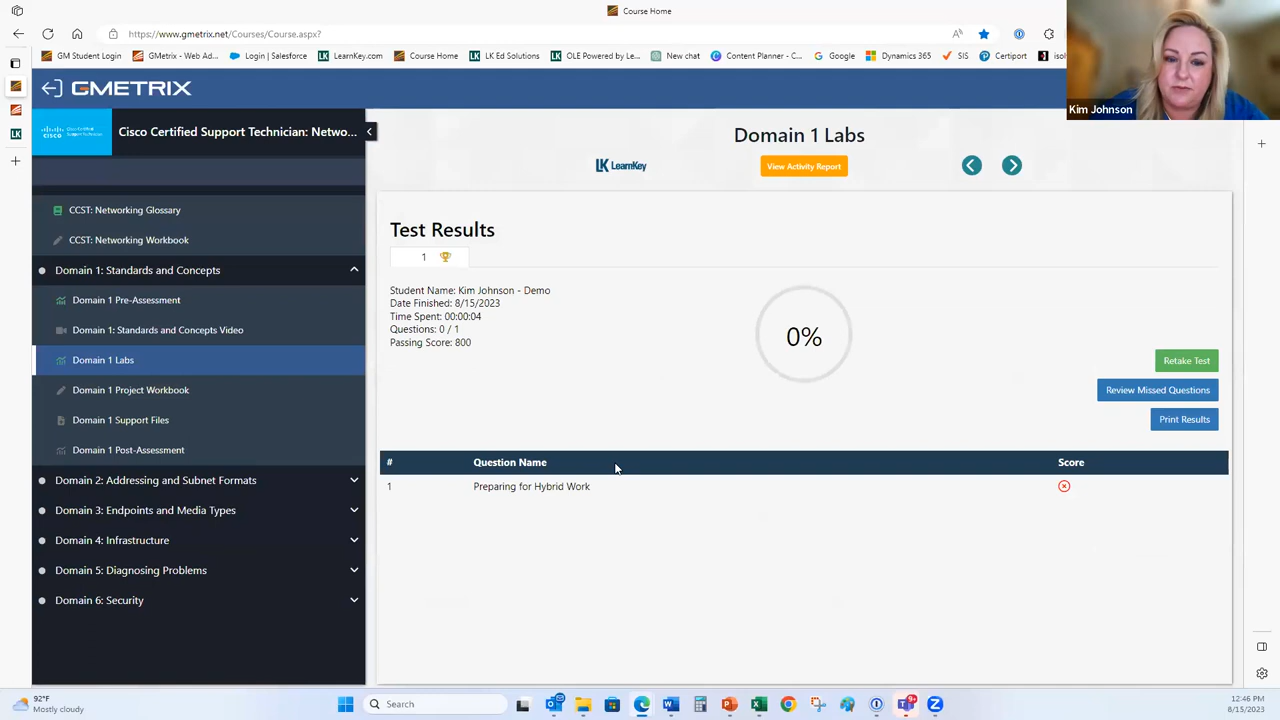 Course Home
https://www.gmetrix.net/Courses/Course.aspx?
GM Student Login
GMetrix - Web Ad...
Login | Salesforce
LearnKey.com
Course Home
LK Ed Solutions
OLE Powered by Le...
New chat
Content Planner - C...
Google
Dynamics 365
SIS
Certiport
isol
Kim Johnson
GMETRIX
CISCO
Cisco Certified Support Technician: Netwo...
CCST: Networking Glossary
CCST: Networking Workbook
Domain 1: Standards and Concepts
Domain 1 Pre-Assessment
Domain 1: Standards and Concepts Video
Domain 1 Labs
Domain 1 Project Workbook
Domain 1 Support Files
Domain 1 Post-Assessment
Domain 2: Addressing and Subnet Formats
Domain 3: Endpoints and Media Types
Domain 4: Infrastructure
Domain 5: Diagnosing Problems
Domain 6: Security
Domain 1 Labs
LK LearnKey
View Activity Report
Test Results
1
Student Name: Kim Johnson - Demo
Date Finished: 8/15/2023
Time Spent: 00:00:04
Questions: 0 / 1
Passing Score: 800
0%
Retake Test
Review Missed Questions
Print Results
# Question Name Score
1 Preparing for Hybrid Work
92°F
Mostly cloudy
Search
12:46 PM
8/15/2023